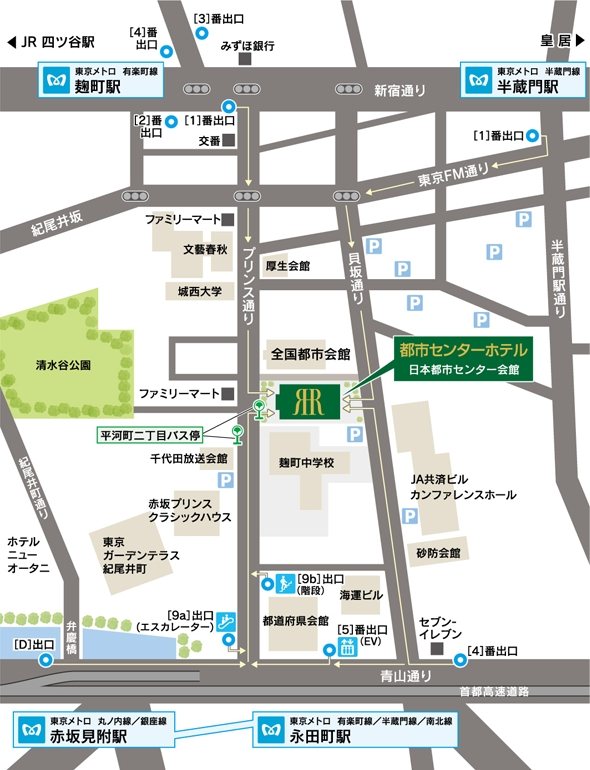 JR 四ツ谷駅
[4]番
出口
[3]番出口
みずほ銀行
皇居
東京メトロ 有楽町線
麹町駅
新宿通り
東京メトロ 半蔵門線
半蔵門駅
[2]番
出口
[1]番出口
交番
[1]番出口
東京FM通り
紀尾井坂
ファミリーマート
文藝春秋
プリンス通り
厚生会館
貝坂通り
半蔵門駅通り
P
P
P
P
P
P
P
城西大学
清水谷公園
全国都市会館
都市センターホテル
日本都市センター会館
ファミリーマート
平河町二丁目バス停
P
千代田放送会館
P
麹町中学校
JA共済ビル
カンファレンスホール
P
紀尾井町通り
赤坂プリンス
クラシックハウス
ホテル
ニュー
オータニ
東京
ガーデンテラス
紀尾井町
砂防会館
[9b]出口
(階段)
海運ビル
弁慶橋
[9a]出口
(エスカレーター)
都道府県会館
[5]番出口
(EV)
セブン-
イレブン
[D]出口
[4]番出口
青山通り
首都高速道路
東京メトロ 丸ノ内線／銀座線
赤坂見附駅
東京メトロ 有楽町線／半蔵門線／南北線
永田町駅